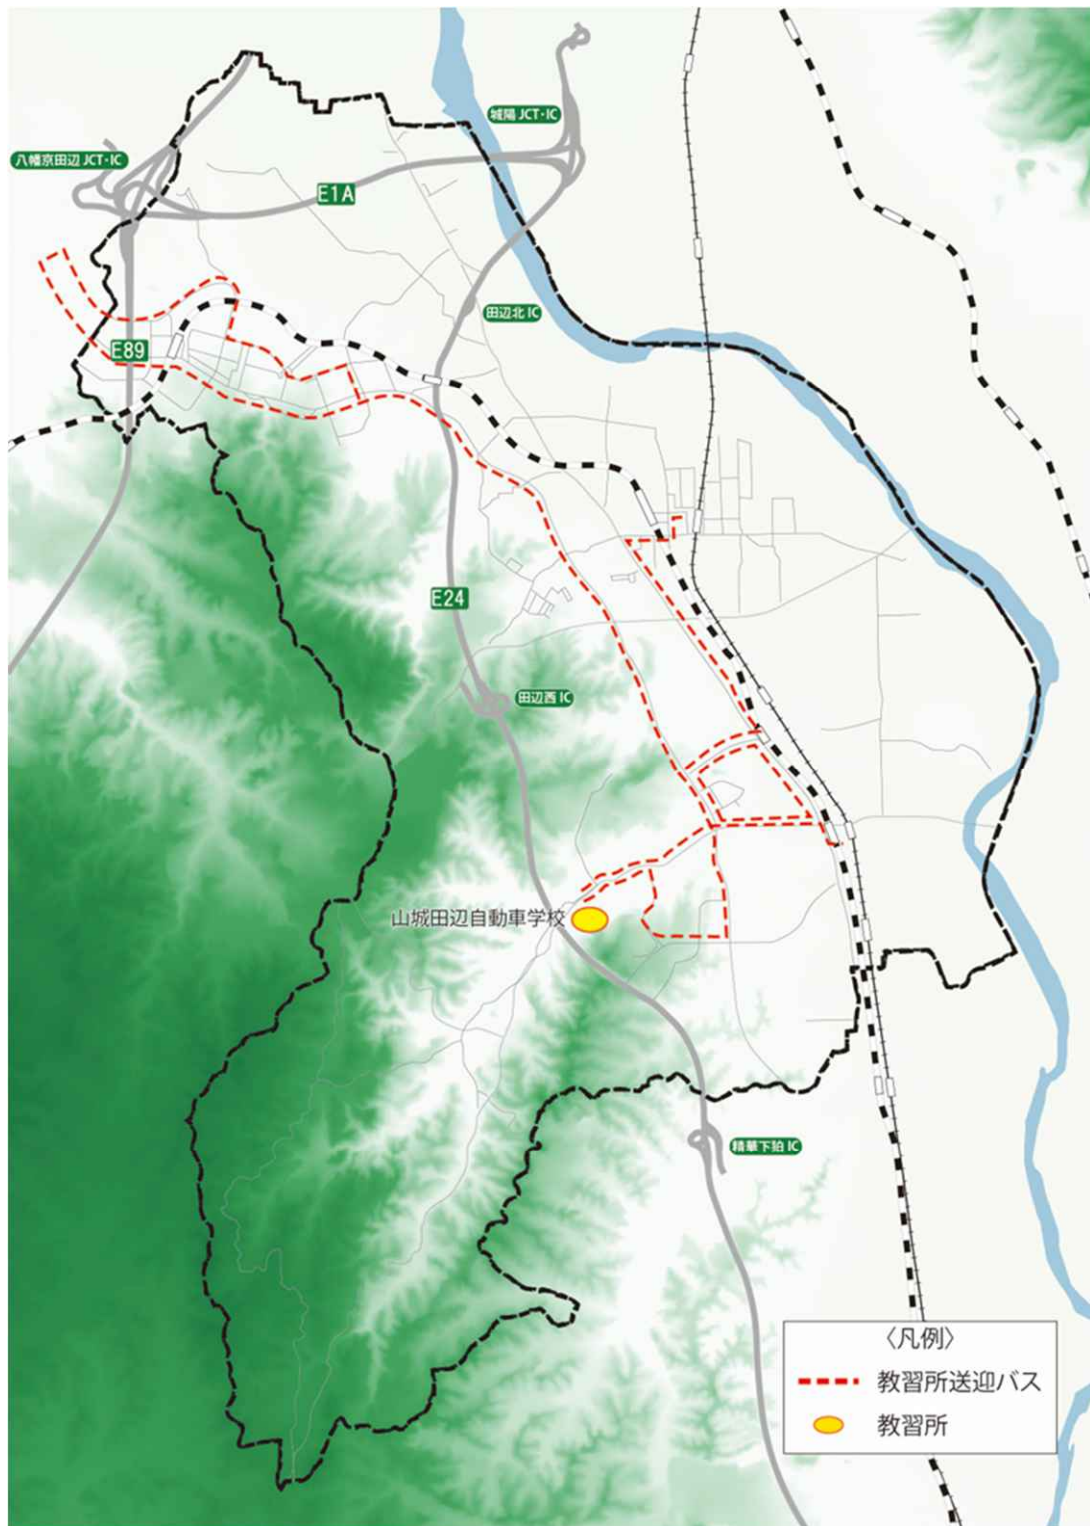 城陽 JCT・IC
八幡京田辺 JCT・IC
E1A
田辺北 IC
E89
E24
田辺西 IC
山城田辺自動車学校
精華下狛 IC
〈凡例〉
教習所送迎バス
教習所